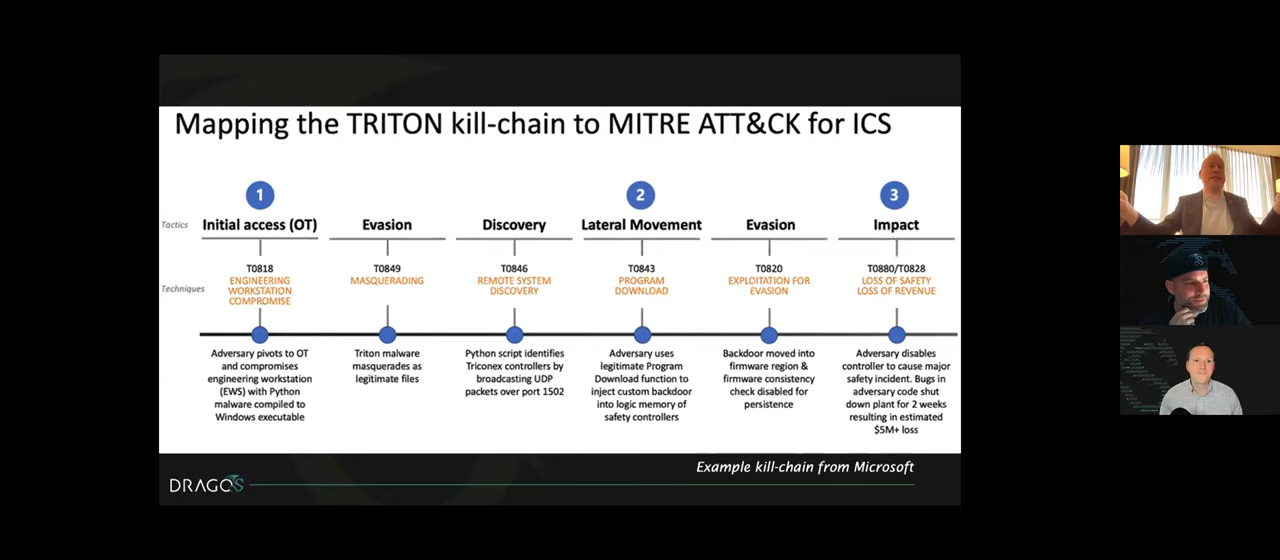 Mapping the TRITON kill-chain to MITRE ATT&CK for ICS
1
2
3
Tactics
Initial access (OT)
Evasion
Discovery
Lateral Movement
Evasion
Impact
Techniques
T0818
ENGINEERING
WORKSTATION
COMPROMISE
T0849
MASQUERADING
T0846
REMOTE SYSTEM
DISCOVERY
T0843
PROGRAM
DOWNLOAD
T0820
EXPLOITATION FOR
EVASION
T0880/T0828
LOSS OF SAFETY
LOSS OF REVENUE
Adversary pivots to OT
and compromises
engineering workstation
(EWS) with Python
malware compiled to
Windows executable
Triton malware
masquerades as
legitimate files
Python script identifies
Triconex controllers by
broadcasting UDP
packets over port 1502
Adversary uses
legitimate Program
Download function to
inject custom backdoor
into logic memory of
safety controllers
Backdoor moved into
firmware region &
firmware consistency
check disabled for
persistence
Adversary disables
controller to cause major
safety incident. Bugs in
adversary code shut
down plant for 2 weeks
resulting in estimated
$5M+ loss
Example kill-chain from Microsoft
DRAGOS